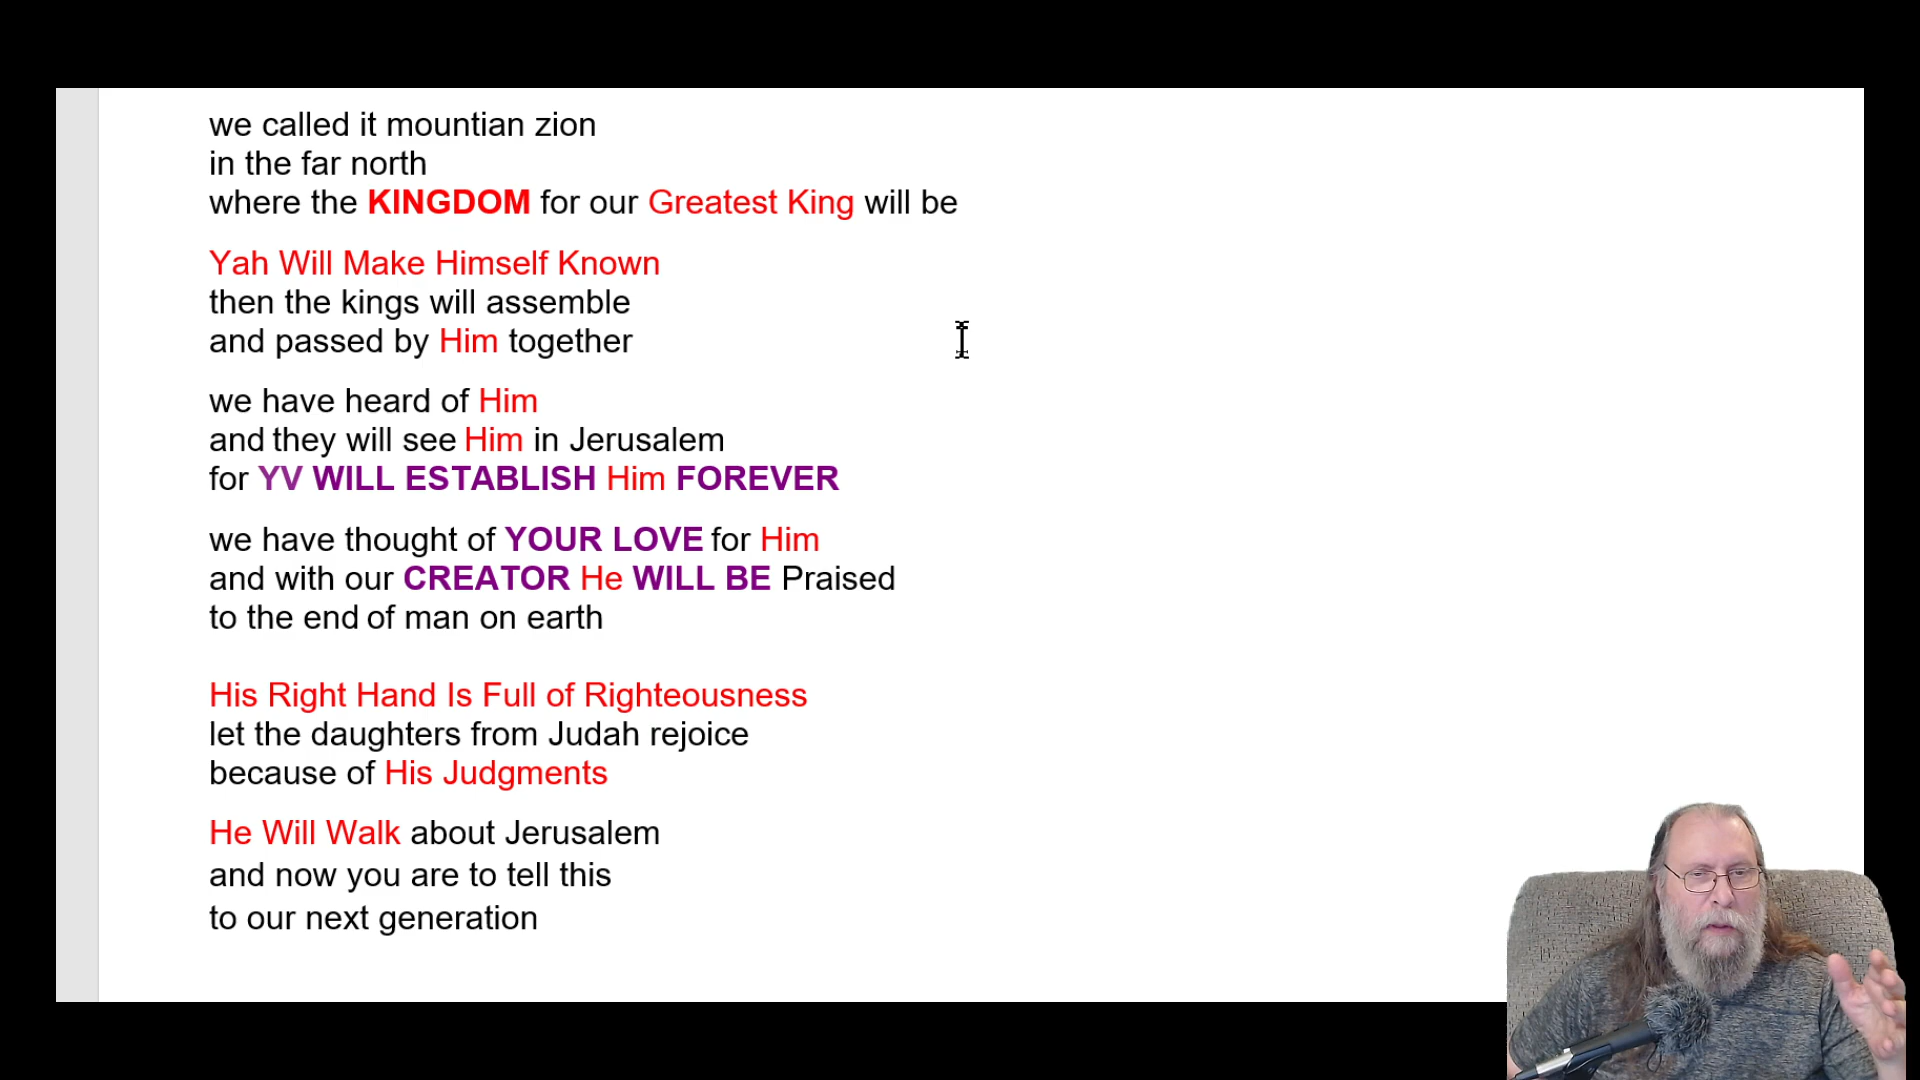 we called it mountian zion
in the far north
where the KINGDOM for our Greatest King will be
Yah Will Make Himself Known
then the kings will assemble
and passed by Him together
we have heard of Him
and they will see Him in Jerusalem
for YV WILL ESTABLISH Him FOREVER
we have thought of YOUR LOVE for Him
and with our CREATOR He WILL BE Praised
to the end of man on earth
His Right Hand Is Full of Righteousness
let the daughters from Judah rejoice
because of His Judgments
He Will Walk about Jerusalem
and now you are to tell this
to our next generation